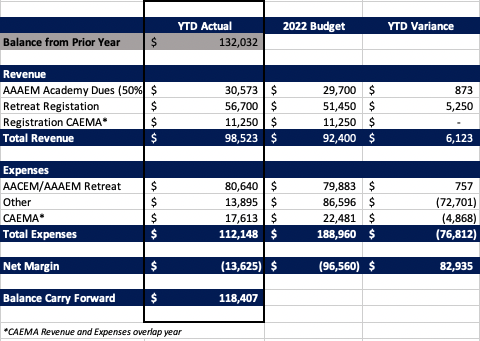 YTD Actual 2022 Budget YTD Variance
Balance from Prior Year $ 132,032
Revenue
AAAEM Academy Dues (50% $ 30,573 $ 29,700 $ 873
Retreat Registation $ 56,700 $ 51,450 $ 5,250
Registration CAEMA* $ 11,250 $ 11,250 $ -
Total Revenue $ 98,523 $ 92,400 $ 6,123
Expenses
AACEM/AAAEM Retreat $ 80,640 $ 79,883 $ 757
Other $ 13,895 $ 86,596 $ (72,701)
CAEMA* $ 17,613 $ 22,481 $ (4,868)
Total Expenses $ 112,148 $ 188,960 $ (76,812)
Net Margin $ (13,625) $ (96,560) $ 82,935
Balance Carry Forward $ 118,407
*CAEMA Revenue and Expenses overlap year